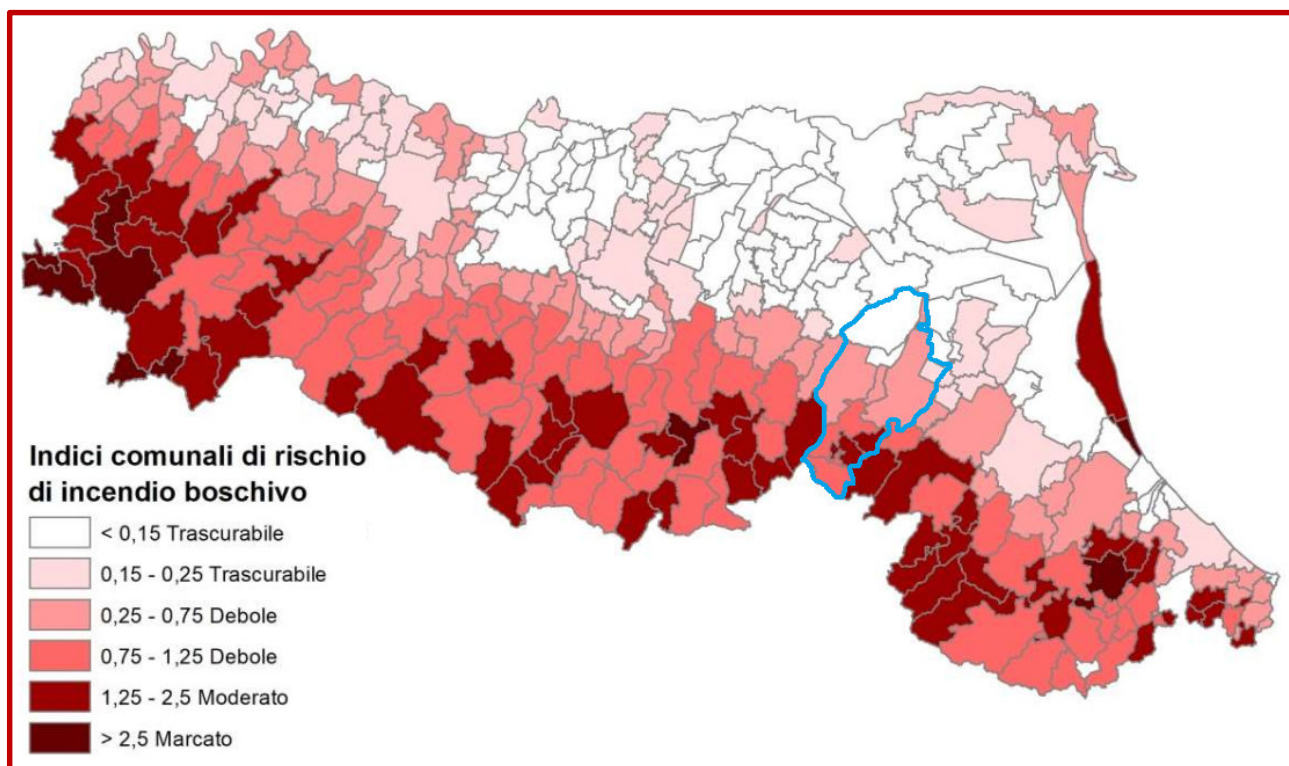 Indici comunali di rischio
di incendio boschivo
< 0,15 Trascurabile
0,15 - 0,25 Trascurabile
0,25 - 0,75 Debole
0,75 - 1,25 Debole
1,25 - 2,5 Moderato
> 2,5 Marcato